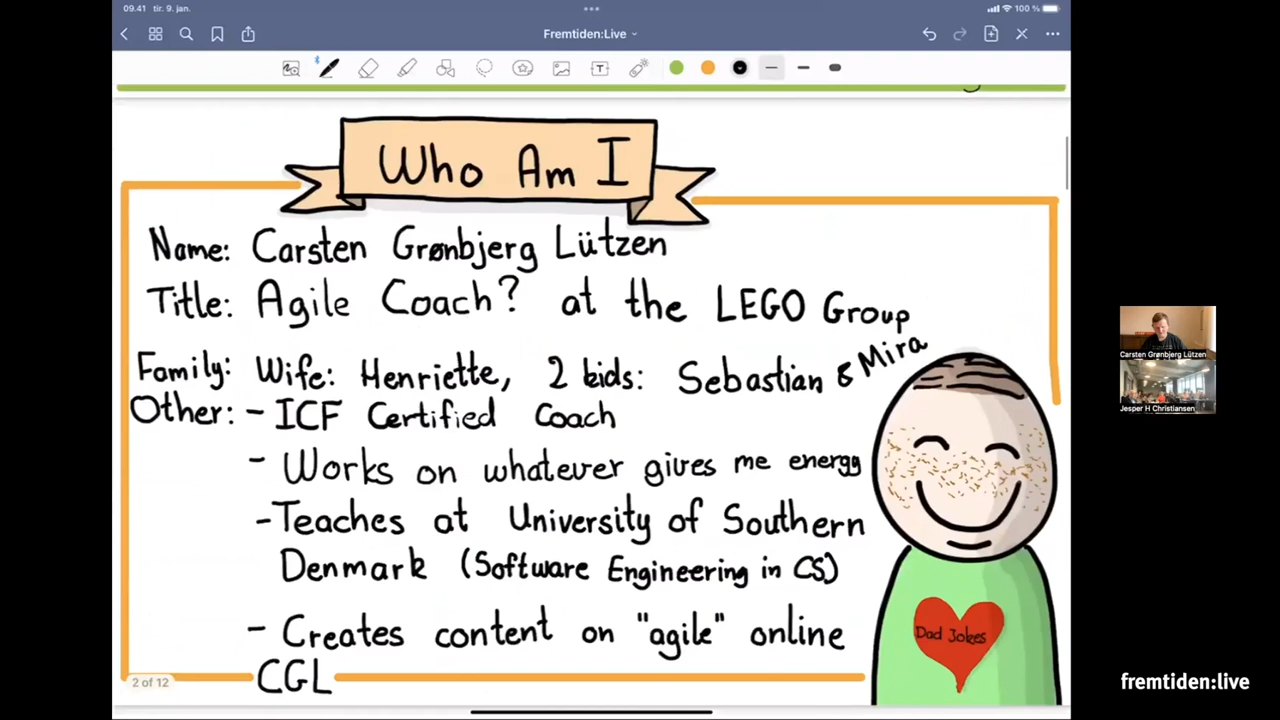 09.41 tir. 9. jan.
100 %
Fremtiden:Live
T
Who Am I
Name: Carsten Grønbjerg Lützen
Title: Agile Coach? at the LEGO Group
Family: Wife: Henriette, 2 kids: Sebastian & Mira
Other: - ICF Certified Coach
- Works on whatever gives me energy
- Teaches at University of Southern
Denmark (Software Engineering in CS)
- Creates content on "agile" online
CGL
Dad Jokes
2 of 12
Carsten Grønbjerg Lützen
Jesper H Christiansen
fremtiden:live